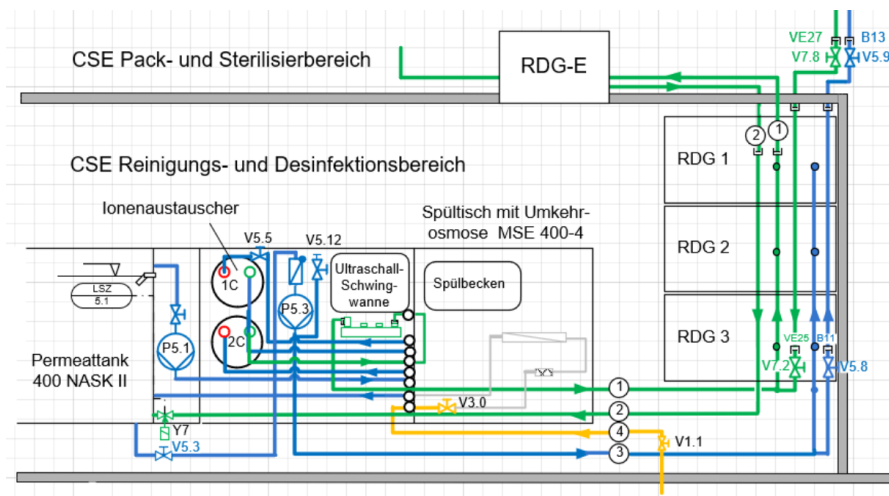 VE27
B13
V7.8
V5.9
CSE Pack- und Sterilisierbereich
RDG-E
2
1
RDG 1
CSE Reinigungs- und Desinfektionsbereich
Ionenaustauscher
Spültisch mit Umkehr-
osmose MSE 400-4
V5.5
V5.12
RDG 2
Ultraschall-
Schwing-
wanne
Spülbecken
1C
LSZ
5.1
P5.3
2C
P5.1
RDG 3
VE25
B11
Permeattank
400 NASK II
V7.2
V5.8
1
V3.0
2
Y7
4
V1.1
V5.3
3